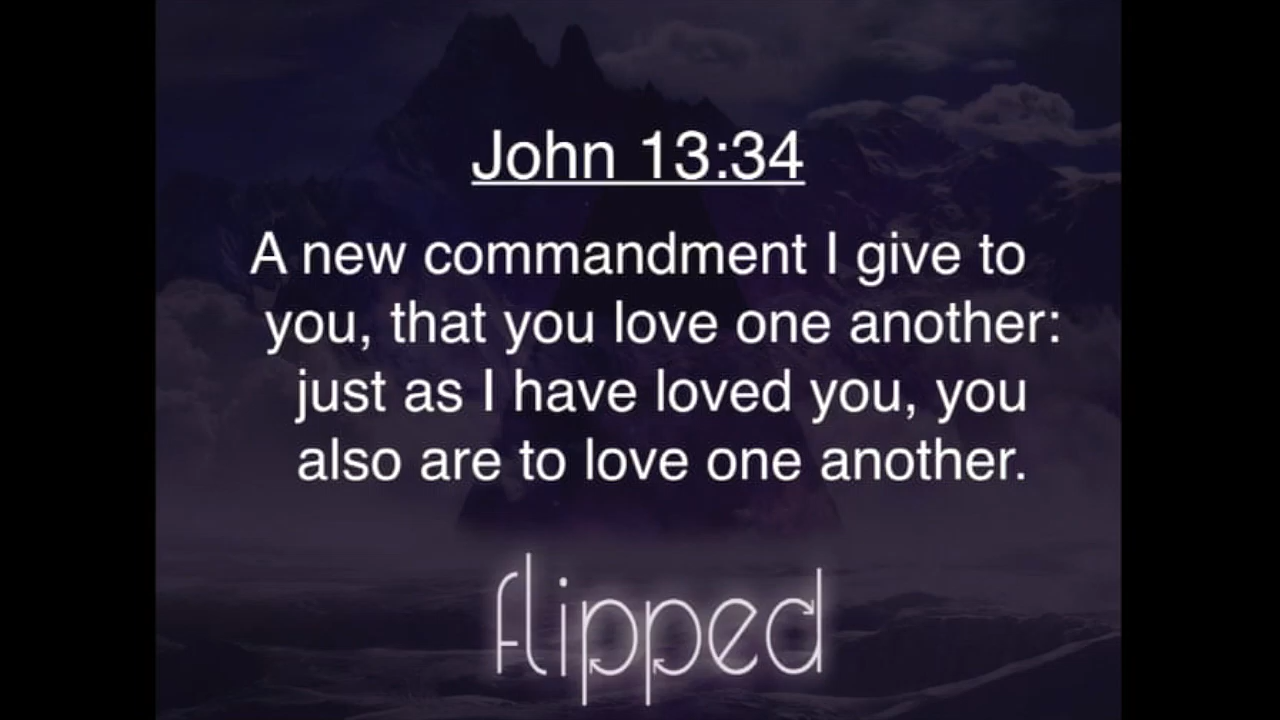 John 13:34
A new commandment I give to
you, that you love one another:
just as I have loved you, you
also are to love one another.
flipped